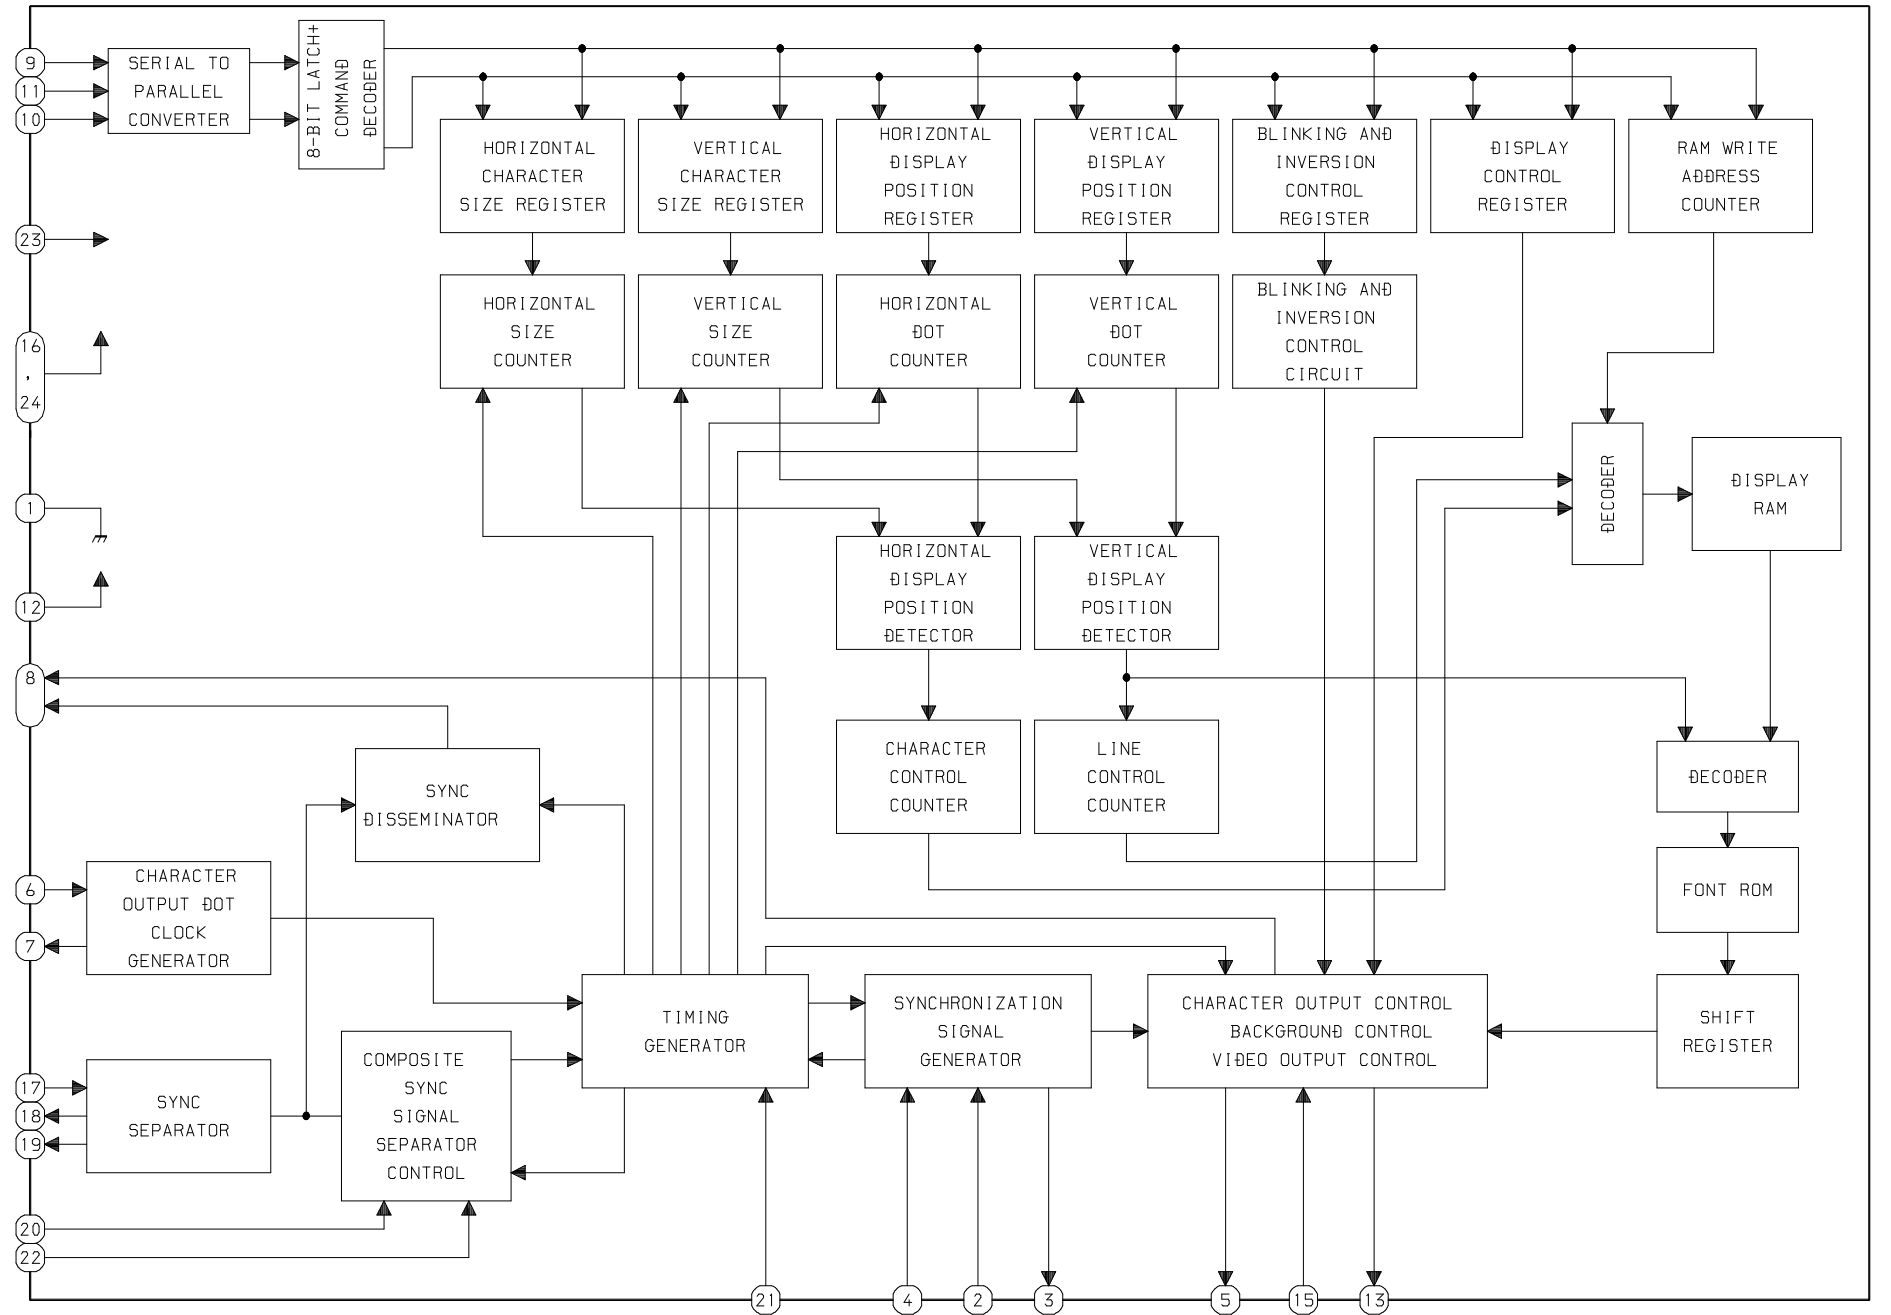 9
11
10
SERIAL TO
PARALLEL
CONVERTER
8-BIT LATCH+
COMMAND
DECODER
HORIZONTAL
CHARACTER
SIZE REGISTER
VERTICAL
CHARACTER
SIZE REGISTER
HORIZONTAL
DISPLAY
POSITION
REGISTER
VERTICAL
DISPLAY
POSITION
REGISTER
BLINKING AND
INVERSION
CONTROL
REGISTER
DISPLAY
CONTROL
REGISTER
RAM WRITE
ADDRESS
COUNTER
23
16
,
24
HORIZONTAL
SIZE
COUNTER
VERTICAL
SIZE
COUNTER
HORIZONTAL
DOT
COUNTER
VERTICAL
DOT
COUNTER
BLINKING AND
INVERSION
CONTROL
CIRCUIT
DECODER
DISPLAY
RAM
1
12
HORIZONTAL
DISPLAY
POSITION
DETECTOR
VERTICAL
DISPLAY
POSITION
DETECTOR
8
SYNC
DISSEMINATOR
CHARACTER
CONTROL
COUNTER
LINE
CONTROL
COUNTER
DECODER
6
7
CHARACTER
OUTPUT DOT
CLOCK
GENERATOR
FONT ROM
TIMING
GENERATOR
SYNCHRONIZATION
SIGNAL
GENERATOR
CHARACTER OUTPUT CONTROL
BACKGROUND CONTROL
VIDEO OUTPUT CONTROL
SHIFT
REGISTER
17
18
19
SYNC
SEPARATOR
COMPOSITE
SYNC
SIGNAL
SEPARATOR
CONTROL
20
22
21
4
2
3
5
15
13